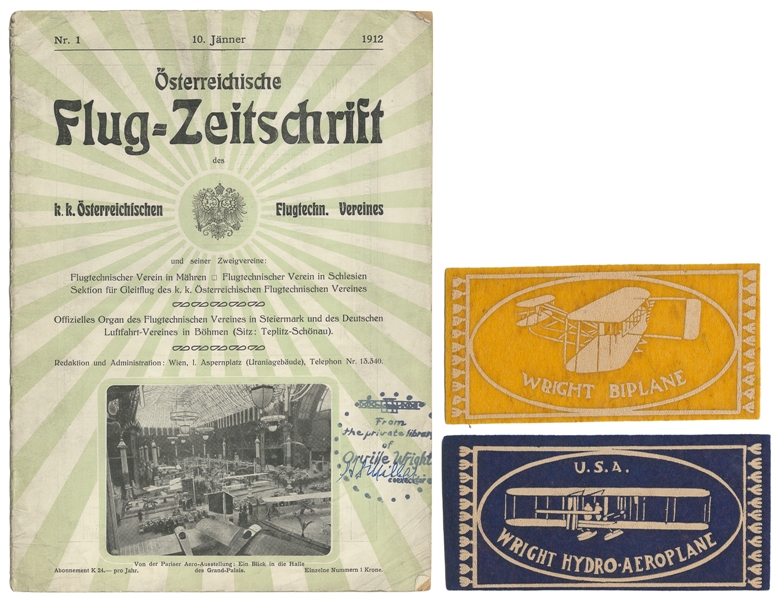 Nr. 1 10. Jänner 1912
Österreichische
Flug=Zeitschrift
des
k. k. Österreichischen Flugtechn. Vereines
und seiner Zweigvereine:
Flugtechnischer Verein in Mähren □ Flugtechnischer Verein in Schlesien
Sektion für Gleitflug des k. k. Österreichischen Flugtechnischen Vereines
Offizielles Organ des Flugtechnischen Vereines in Steiermark und des Deutschen
Luftfahrt-Vereines in Böhmen (Sitz: Teplitz-Schönau).
Redaktion und Administration: Wien, I. Aspernplatz (Uraniagebäude), Telephon Nr. 13.340.
From
the private librar
of
Orville Wright
Von der Pariser Aero-Ausstellung: Ein Blick in die Halle
des Grand-Palais.
Abonnement K 24.— pro Jahr.
Einzelne Nummern 1 Krone.
WRIGHT BIPLANE
U.S.A.
WRIGHT HYDRO-AEROPLANE